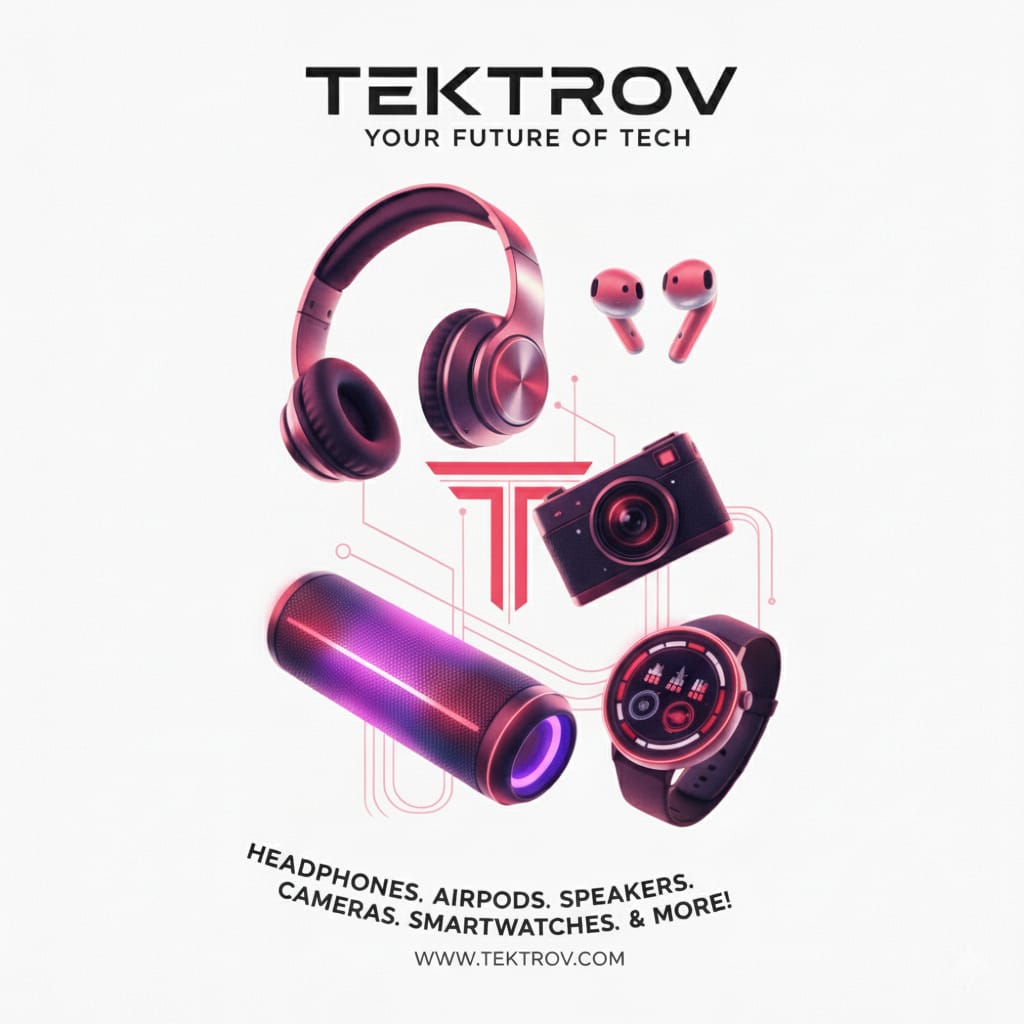 TEKTROV
YOUR FUTURE OF TECH
HEADPHONES. AIRPODS. SPEAKERS.
CAMERAS. SMARTWATCHES. & MORE!
WWW.TEKTROV.COM